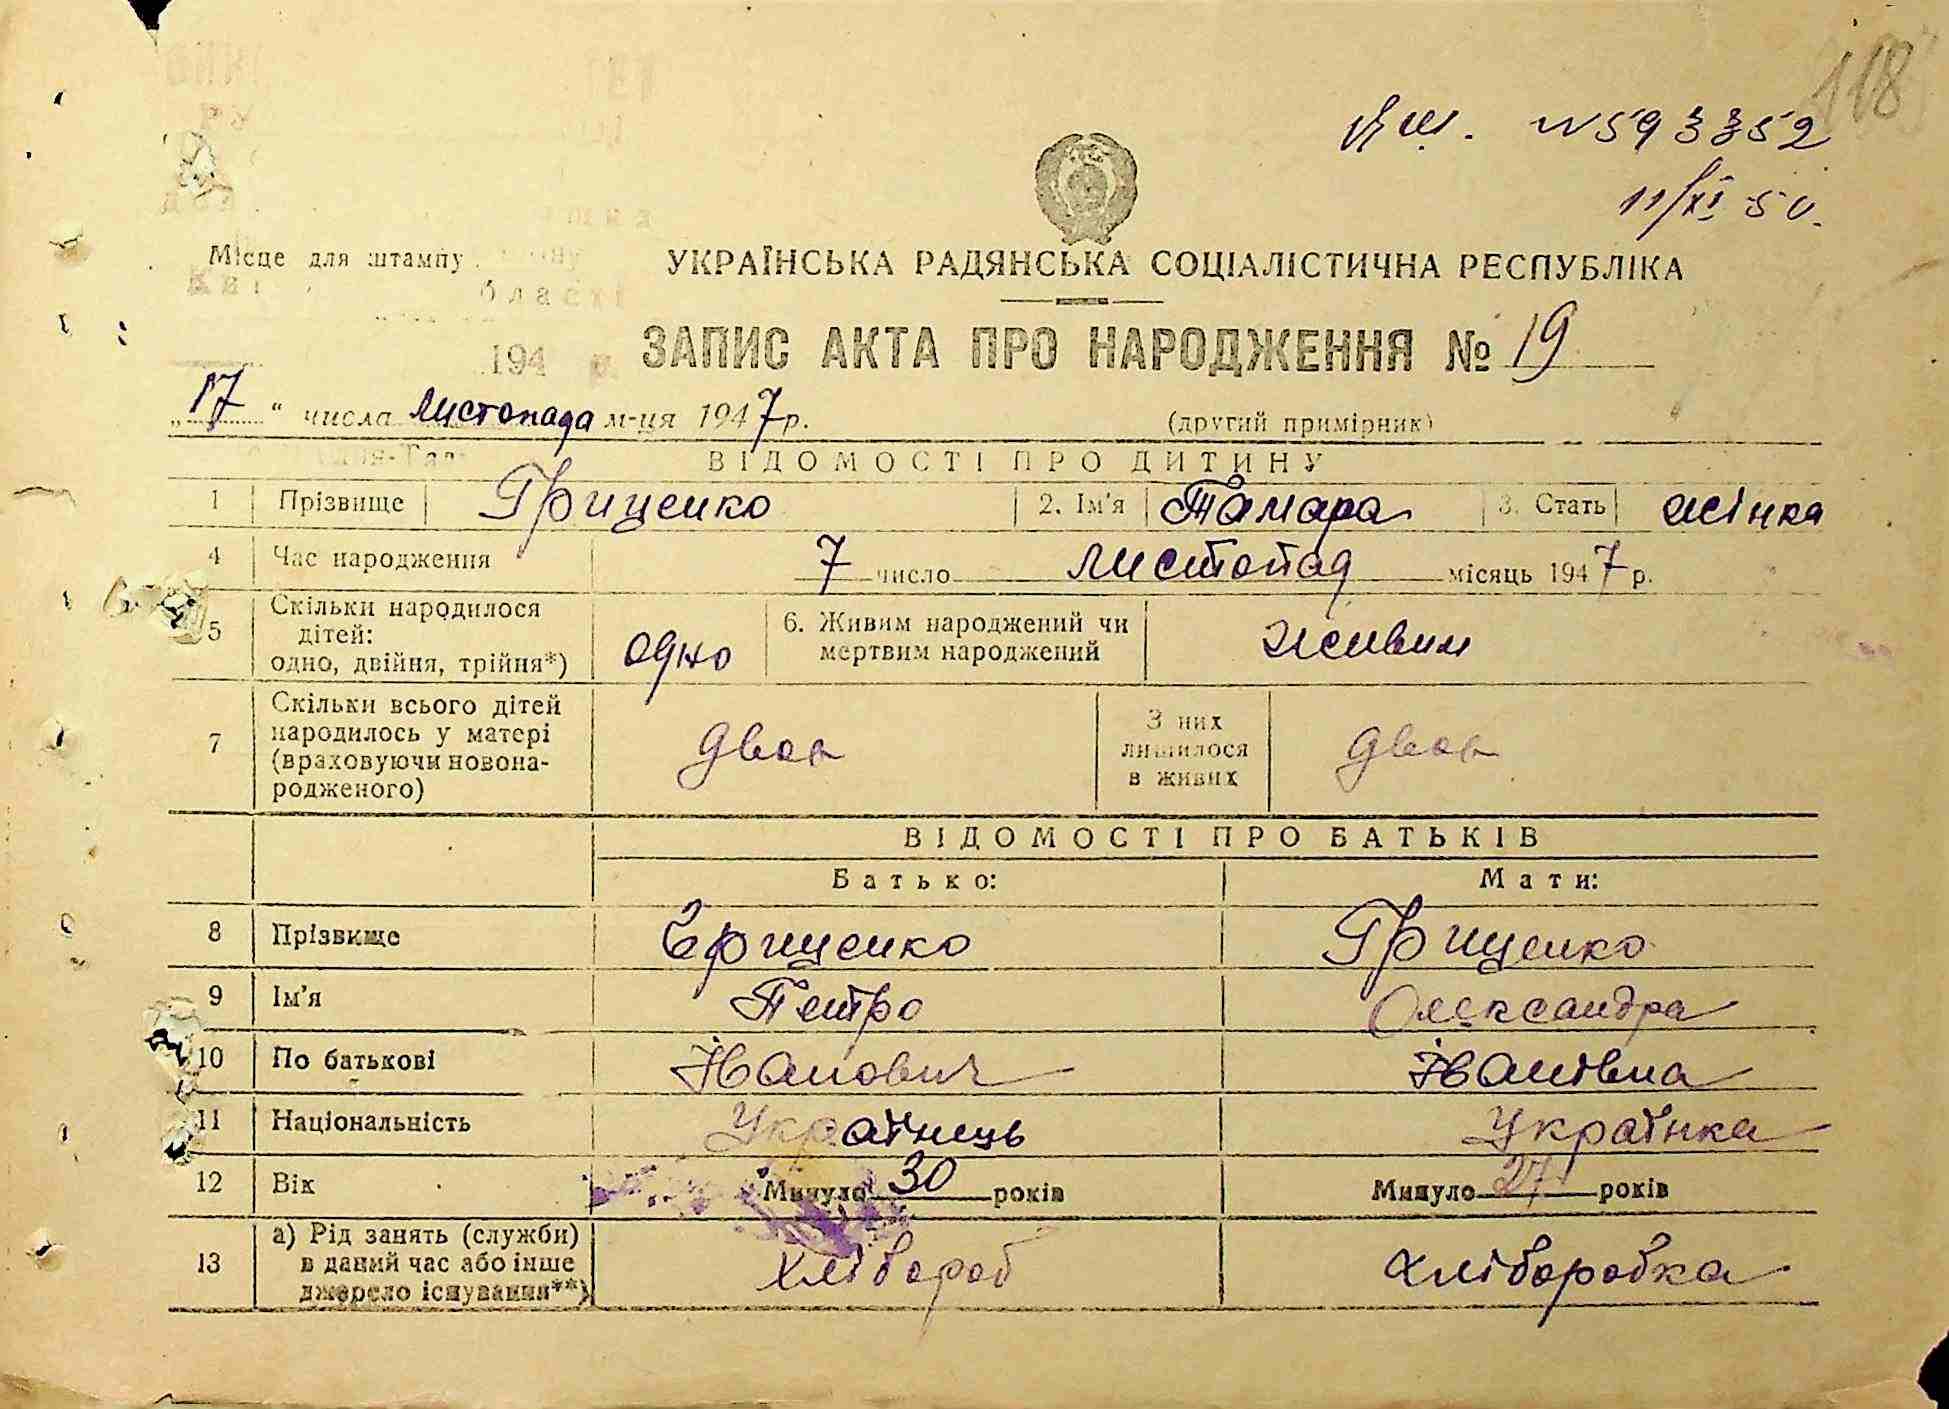 118
№ 593352
11/XI 50.
Місце для штампу
УКРАЇНСЬКА РАДЯНСЬКА СОЦІАЛІСТИЧНА РЕСПУБЛІКА
194
ЗАПИС АКТА ПРО НАРОДЖЕННЯ № 19
„17“ числа листопада м-ця 1947 р.
(другий примірник)
ВІДОМОСТІ ПРО ДИТИНУ
1 Прізвище Гриценко 2. Ім'я Тамара 3. Стать жінка
4 Час народження 7 число листопад місяць 1947 р.
5 Скільки народилося
дітей:
одно, двійня, трійня*) одно
6. Живим народжений чи
мертвим народжений живим
7 Скільки всього дітей
народилось у матері
(враховуючи новона-
родженого) двоє
З них
лишилося
в живих двоє
ВІДОМОСТІ ПРО БАТЬКІВ
Батько: Мати:
8 Прізвище Гриценко Гриценко
9 Ім'я Петро Олександра
10 По батькові Іванович Іванівна
11 Національність Українець Українка
12 Вік Минуло 30 років Минуло 27 років
13 а) Рід занять (служби)
в даний час або інше
джерело існування**) хлібороб хліборобка